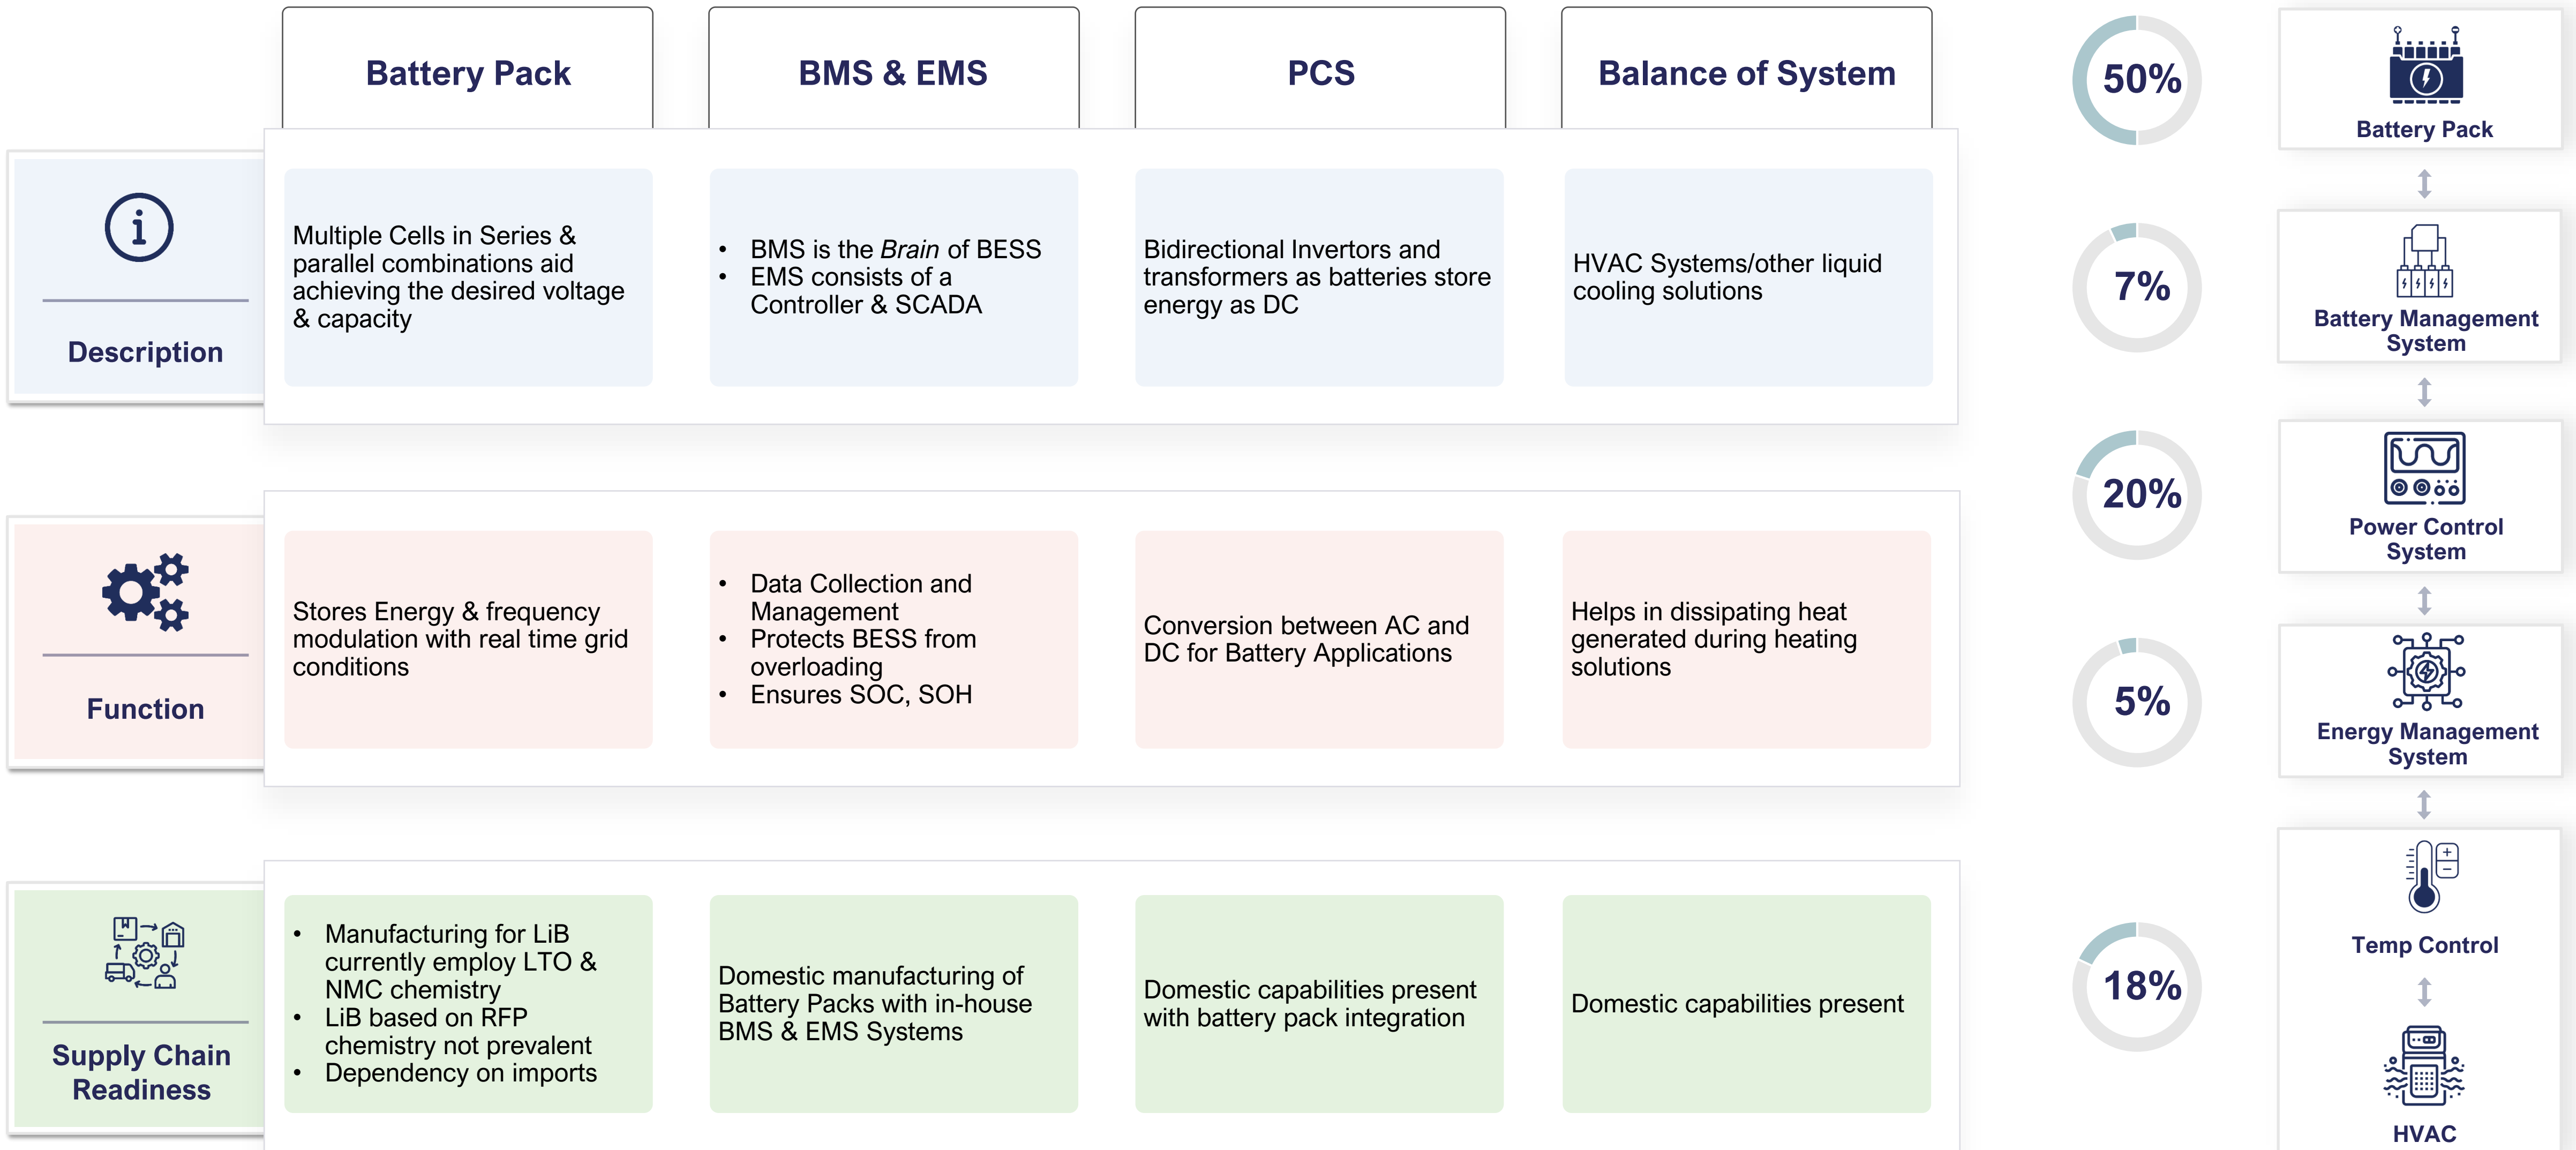 Battery Pack
BMS & EMS
PCS
Balance of System
Description
Multiple Cells in Series &
parallel combinations aid
achieving the desired voltage
& capacity
• BMS is the Brain of BESS
• EMS consists of a
Controller & SCADA
Bidirectional Invertors and
transformers as batteries store
energy as DC
HVAC Systems/other liquid
cooling solutions
Function
Stores Energy & frequency
modulation with real time grid
conditions
• Data Collection and
Management
• Protects BESS from
overloading
• Ensures SOC, SOH
Conversion between AC and
DC for Battery Applications
Helps in dissipating heat
generated during heating
solutions
Supply Chain
Readiness
• Manufacturing for LiB
currently employ LTO &
NMC chemistry
• LiB based on RFP
chemistry not prevalent
• Dependency on imports
Domestic manufacturing of
Battery Packs with in-house
BMS & EMS Systems
Domestic capabilities present
with battery pack integration
Domestic capabilities present
50%
Battery Pack
7%
Battery Management
System
20%
Power Control
System
5%
Energy Management
System
18%
Temp Control
HVAC